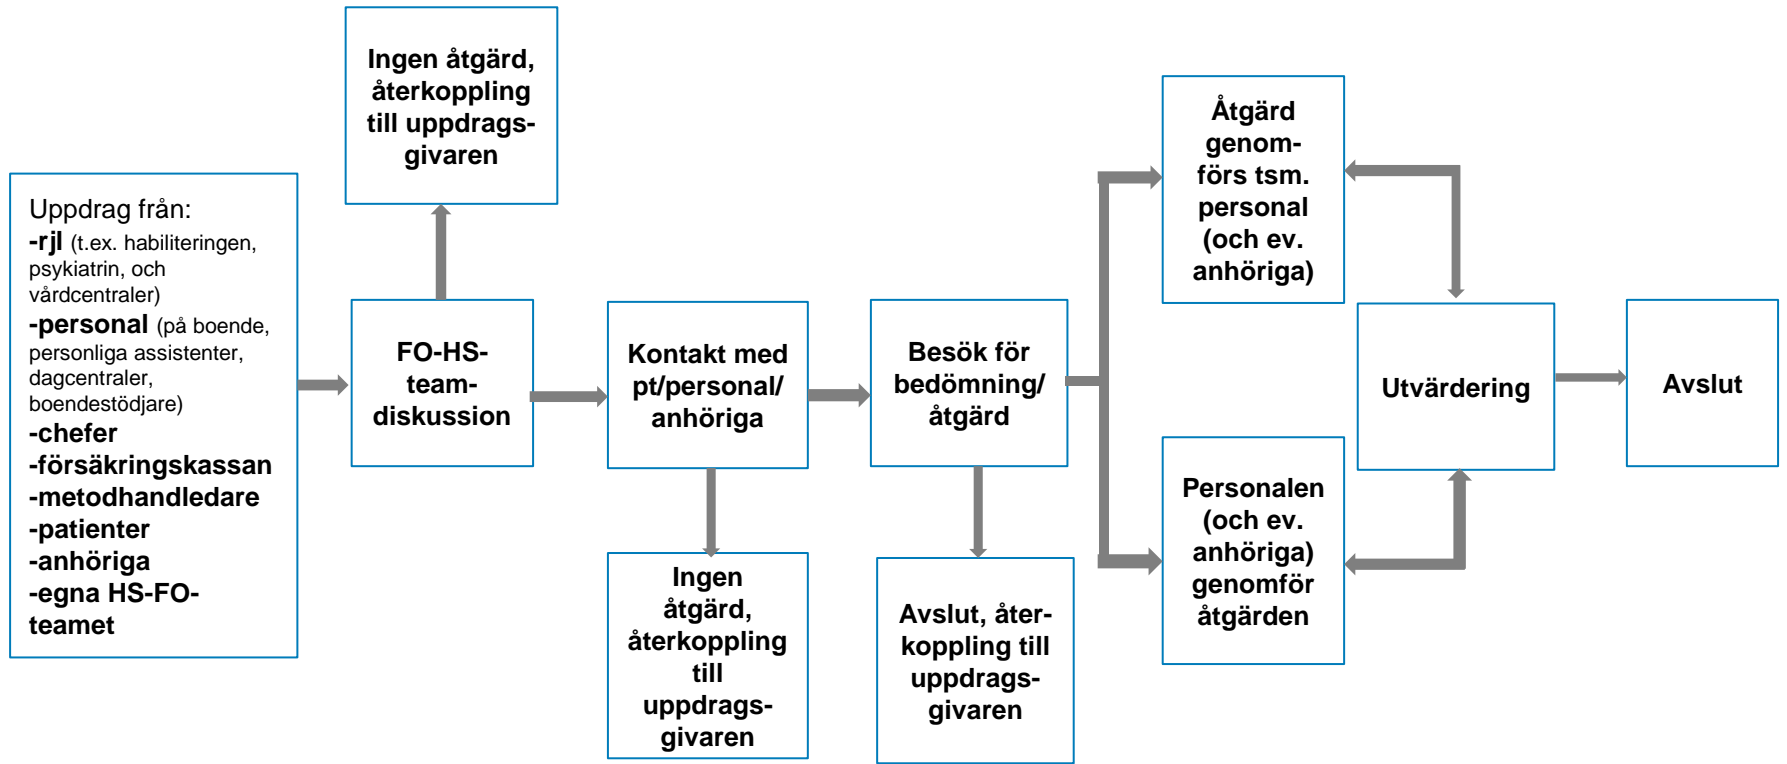 Uppdrag från:
-rjl (t.ex. habiliteringen,
psykiatrin, och
vårdcentraler)
-personal (på boende,
personliga assistenter,
dagcentraler,
boendestödjare)
-chefer
-försäkringskassan
-metodhandledare
-patienter
-anhöriga
-egna HS-FO-
teamet
Ingen åtgärd,
återkoppling
till uppdrags-
givaren
FO-HS-
team-
diskussion
Kontakt med
pt/personal/
anhöriga
Ingen
åtgärd,
återkoppling
till
uppdrags-
givaren
Besök för
bedömning/
åtgärd
Avslut, åter-
koppling till
uppdrags-
givaren
Åtgärd
genom-
förs tsm.
personal
(och ev.
anhöriga)
Personalen
(och ev.
anhöriga)
genomför
åtgärden
Utvärdering
Avslut